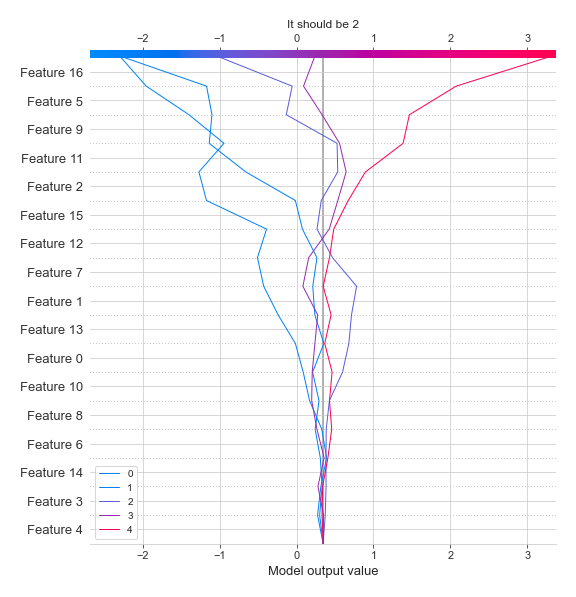 It should be 2
−2 −1 0 1 2 3
Feature 16
Feature 5
Feature 9
Feature 11
Feature 2
Feature 15
Feature 12
Feature 7
Feature 1
Feature 13
Feature 0
Feature 10
Feature 8
Feature 6
Feature 14
Feature 3
Feature 4
0
1
2
3
4
−2 −1 0 1 2 3
Model output value